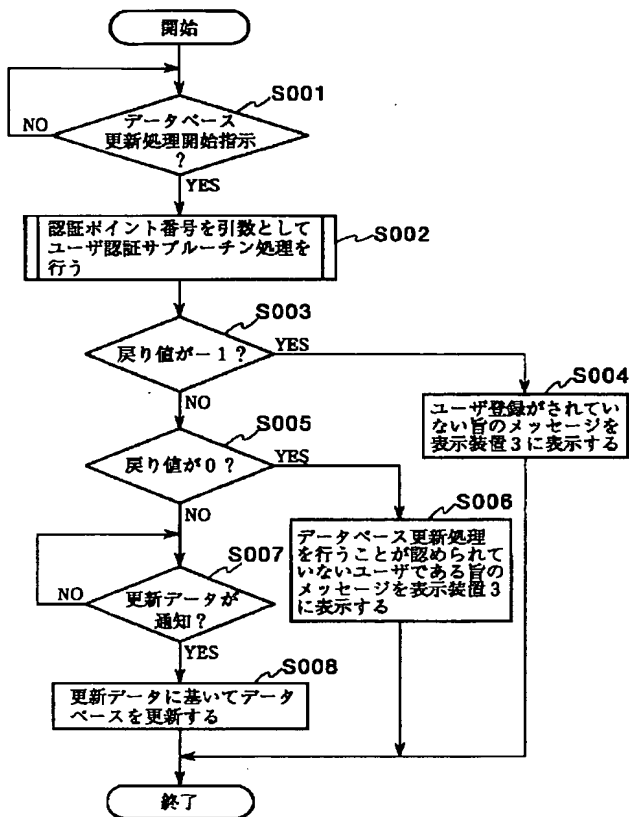 開始
S001
データベース
更新処理開始指示
?
NO
YES
認証ポイント番号を引数として
ユーザ認証サブルーチン処理を
行う
S002
S003
戻り値が−1?
YES
NO
S004
ユーザ登録がされてい
ない旨のメッセージを
表示装置3に表示する
S005
戻り値が0?
YES
NO
S006
データベース更新処理
を行うことが認められて
いないユーザである旨の
メッセージを表示装置3
に表示する
S007
更新データが
通知?
NO
YES
S008
更新データに基いてデータ
ベースを更新する
終了